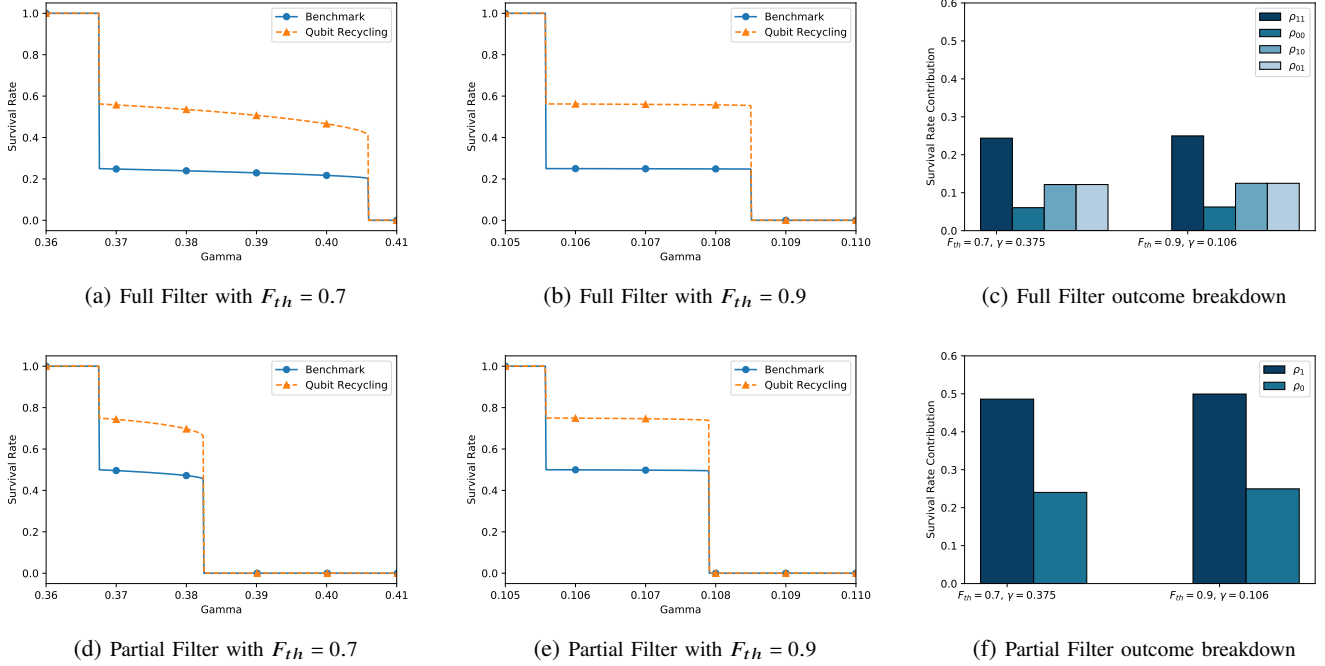 1.0
0.8
0.6
0.4
0.2
0.0
Survival Rate
0.36 0.37 0.38 0.39 0.40 0.41
Gamma
Benchmark
Qubit Recycling
(a) Full Filter with F_th = 0.7
1.0
0.8
0.6
0.4
0.2
0.0
Survival Rate
0.105 0.106 0.107 0.108 0.109 0.110
Gamma
Benchmark
Qubit Recycling
(b) Full Filter with F_th = 0.9
0.6
0.5
0.4
0.3
0.2
0.1
0.0
Survival Rate Contribution
ρ11
ρ00
ρ10
ρ01
F_th = 0.7, γ = 0.375 F_th = 0.9, γ = 0.106
(c) Full Filter outcome breakdown
1.0
0.8
0.6
0.4
0.2
0.0
Survival Rate
0.36 0.37 0.38 0.39 0.40 0.41
Gamma
Benchmark
Qubit Recycling
(d) Partial Filter with F_th = 0.7
1.0
0.8
0.6
0.4
0.2
0.0
Survival Rate
0.105 0.106 0.107 0.108 0.109 0.110
Gamma
Benchmark
Qubit Recycling
(e) Partial Filter with F_th = 0.9
0.6
0.5
0.4
0.3
0.2
0.1
0.0
Survival Rate Contribution
ρ1
ρ0
F_th = 0.7, γ = 0.375 F_th = 0.9, γ = 0.106
(f) Partial Filter outcome breakdown